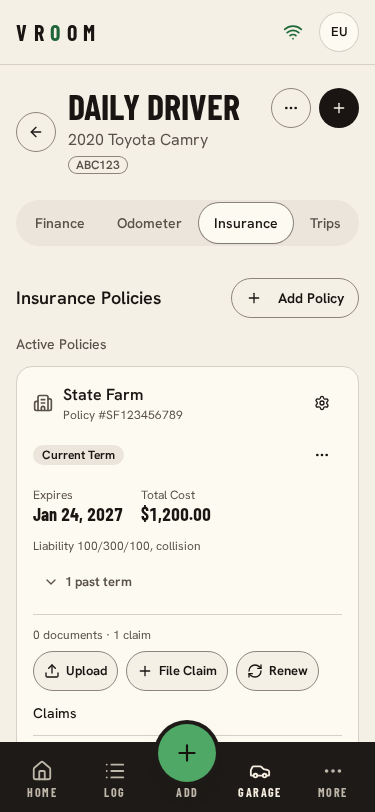 VROOM
EU
DAILY DRIVER
2020 Toyota Camry
ABC123
Finance Odometer Insurance Trips
Insurance Policies
Add Policy
Active Policies
State Farm
Policy #SF123456789
Current Term
Expires Total Cost
Jan 24, 2027 $1,200.00
Liability 100/300/100, collision
1 past term
0 documents · 1 claim
Upload File Claim Renew
Claims
HOME LOG ADD GARAGE MORE